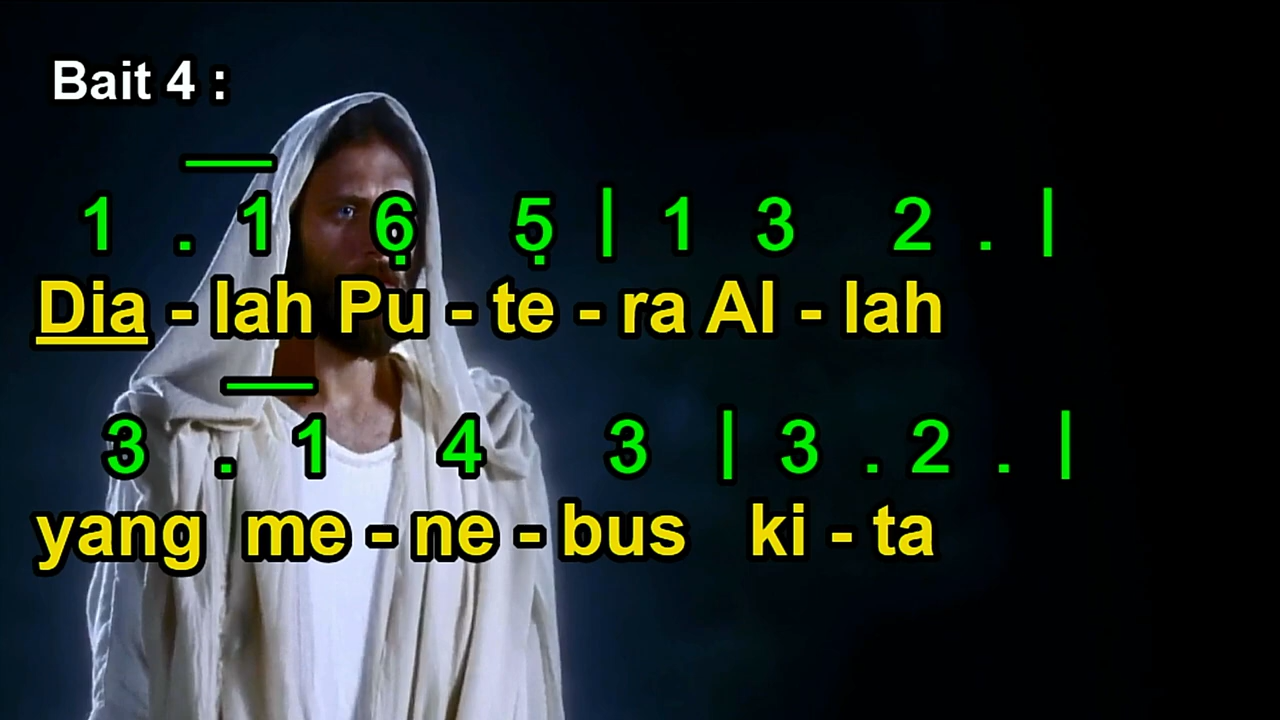 Bait 4 :
1 . 1 6̣ 5̣ | 1 3 2 . |
Dia - lah Pu - te - ra Al - lah
3 . 1 4 3 | 3 . 2 . |
yang me - ne - bus ki - ta